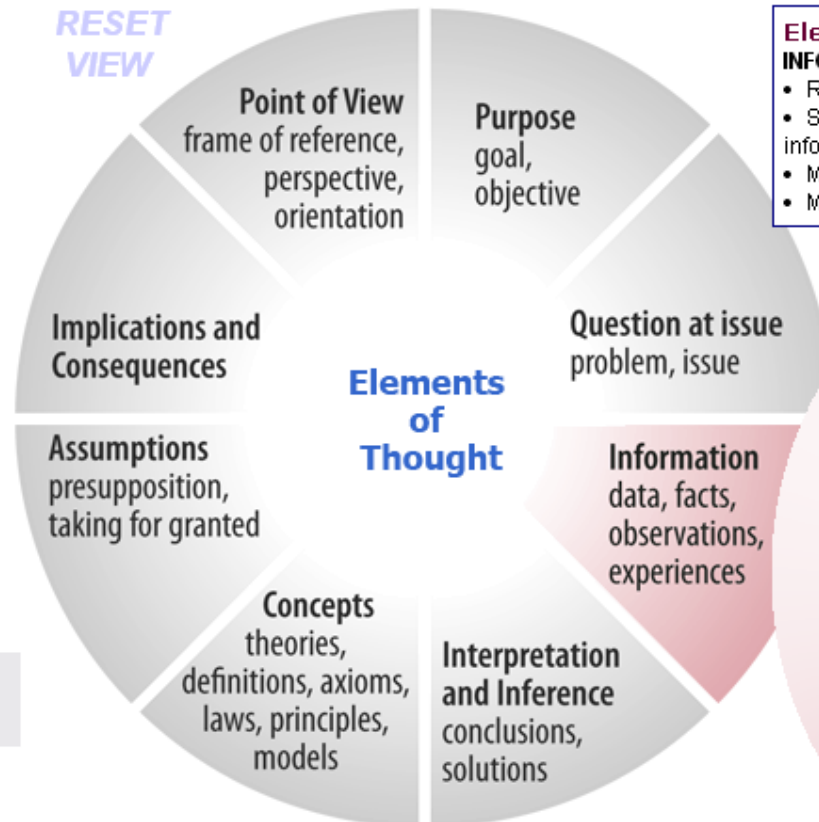 RESET
VIEW
Point of View
frame of reference,
perspective,
orientation
Purpose
goal,
objective
Implications and
Consequences
Question at issue
problem, issue
Elements
of
Thought
Assumptions
presupposition,
taking for granted
Information
data, facts,
observations,
experiences
Concepts
theories,
definitions, axioms,
laws, principles,
models
Interpretation
and Inference
conclusions,
solutions